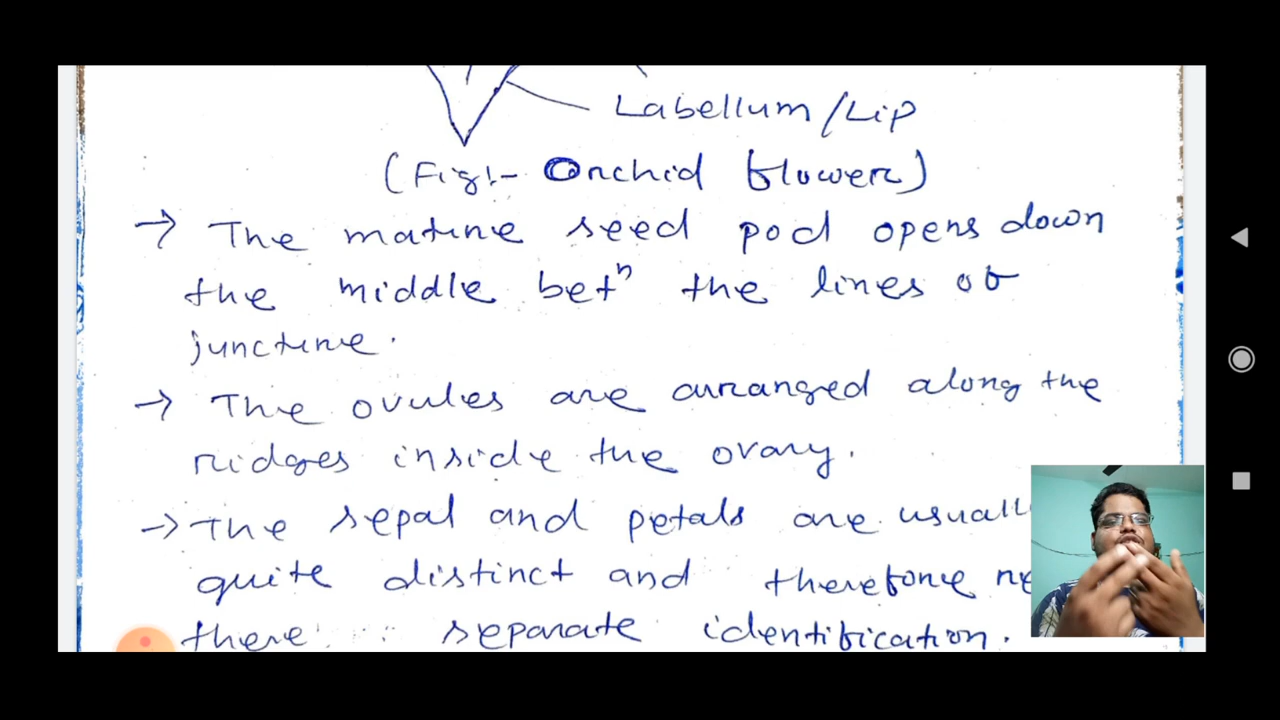 Labellum/Lip
(Fig:- Orchid flower)
→ The mature seed pod opens down
the middle betⁿ the lines of
juncture.
→ The ovules are arranged along the
ridges inside the ovary.
→ The sepal and petals are
quite distinct and therefore
there separate identification.